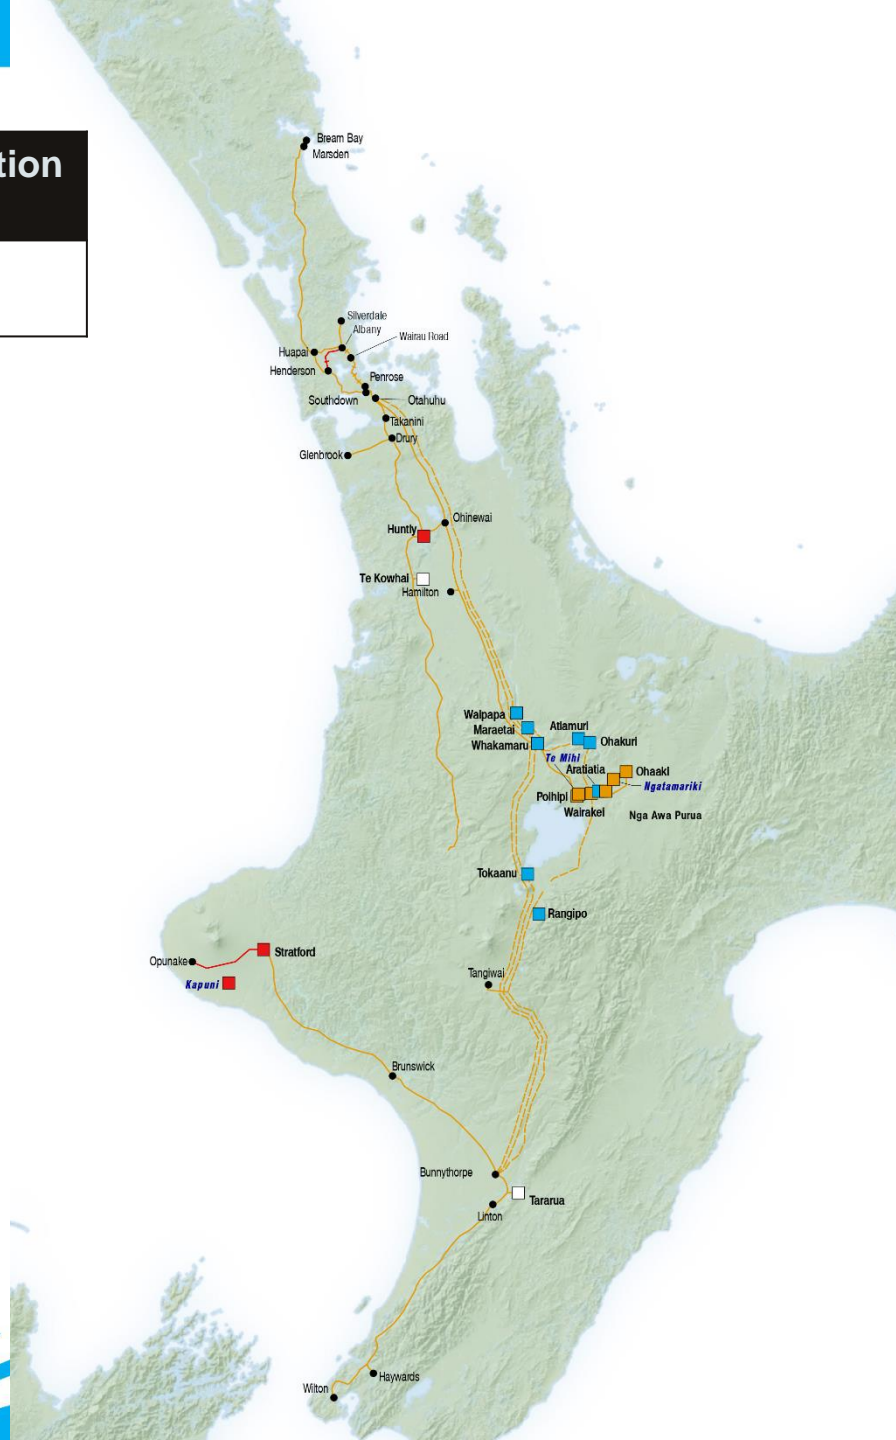 tion
Bream Bay
Marsden
Silverdale
Albany
Wairau Road
Huapai
Henderson
Penrose
Southdown
Otahuhu
Takanini
Drury
Glenbrook
Ohinewai
Huntly
Te Kowhai
Hamilton
Waipapa
Maraetai
Atiamuri
Whakamaru
Ohakuri
Te Mihi
Aratiatia
Ohaaki
Ngatamariki
Poihipi
Wairakei
Nga Awa Purua
Tokaanu
Rangipo
Stratford
Opunake
Kapuni
Tangiwai
Brunswick
Bunnythorpe
Tararua
Linton
Haywards
Wilton